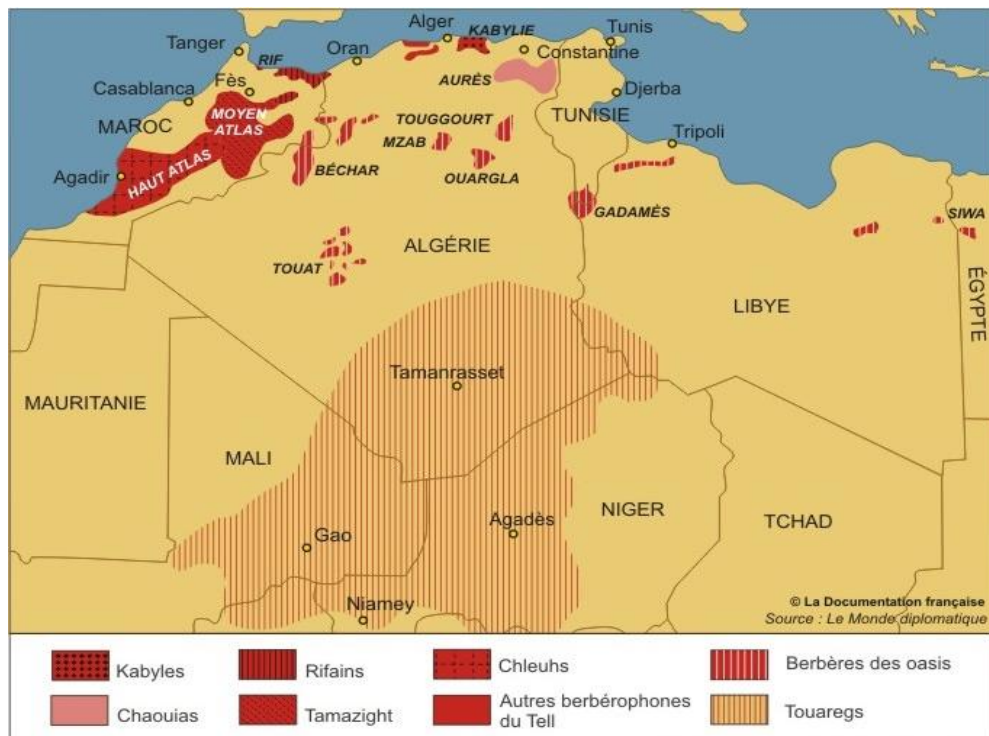 Alger
KABYLIE
Tunis
Tanger
RIF
Oran
Constantine
Casablanca
Fès
AURÈS
Djerba
MAROC
MOYEN
ATLAS
TOUGGOURT
TUNISIE
MZAB
Tripoli
Agadir
HAUT ATLAS
BÉCHAR
OUARGLA
GADAMÈS
SIWA
TOUAT
ALGÉRIE
LIBYE
ÉGYPTE
Tamanrasset
MAURITANIE
MALI
NIGER
TCHAD
Gao
Agadès
Niamey
© La Documentation française
Source : Le Monde diplomatique
Kabyles
Rifains
Chleuhs
Berbères des oasis
Chaouias
Tamazight
Autres berbérophones
du Tell
Touaregs